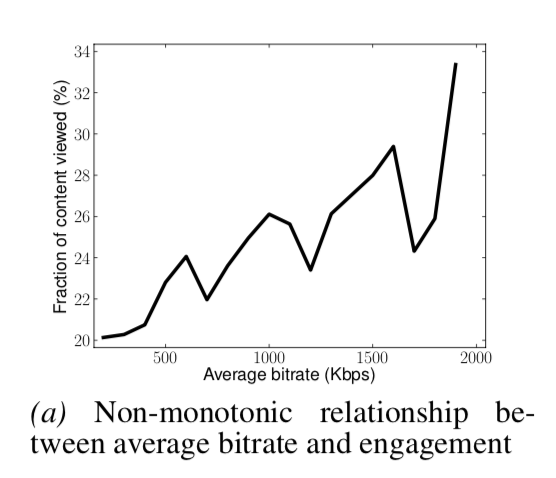 34
32
30
28
26
24
22
20
Fraction of content viewed (%)
500 1000 1500 2000
Average bitrate (Kbps)
(a) Non-monotonic relationship be-
tween average bitrate and engagement